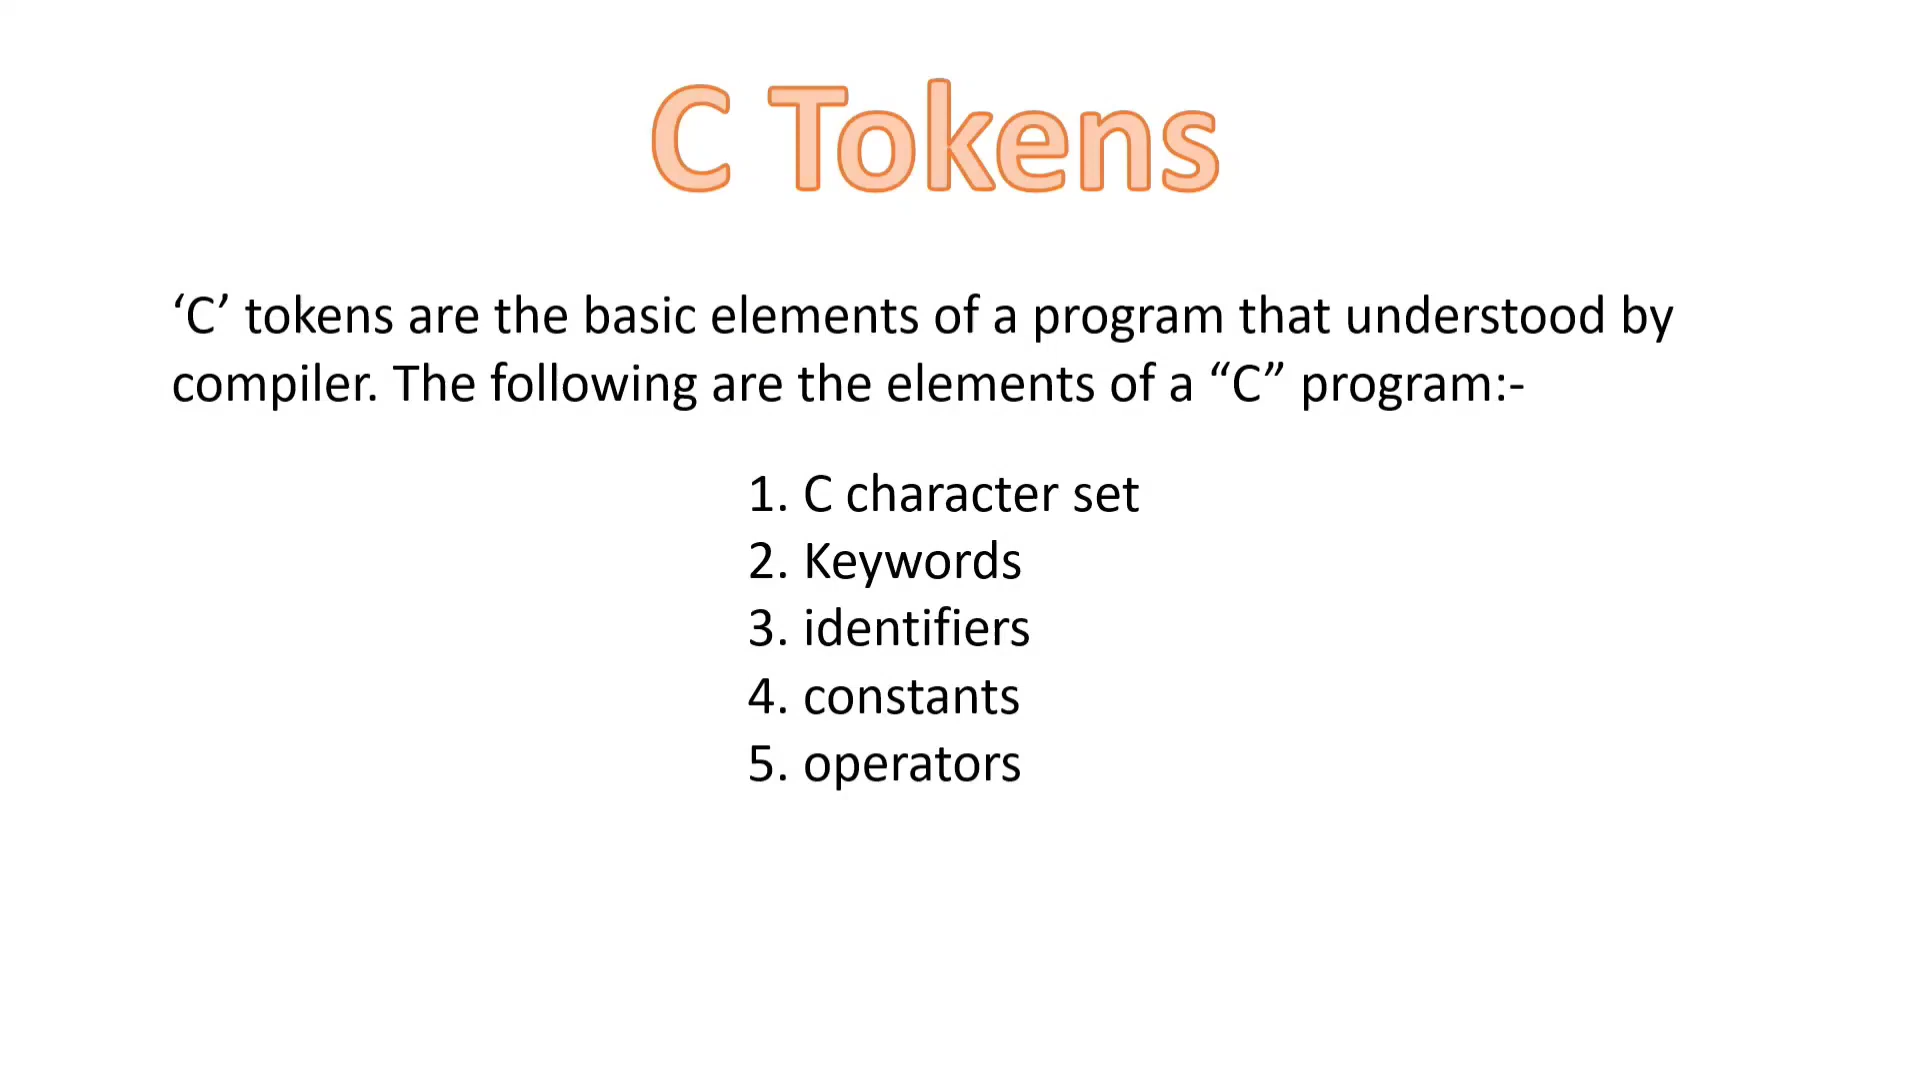 C Tokens
‘C’ tokens are the basic elements of a program that understood by
compiler. The following are the elements of a “C” program:-
1. C character set
2. Keywords
3. identifiers
4. constants
5. operators